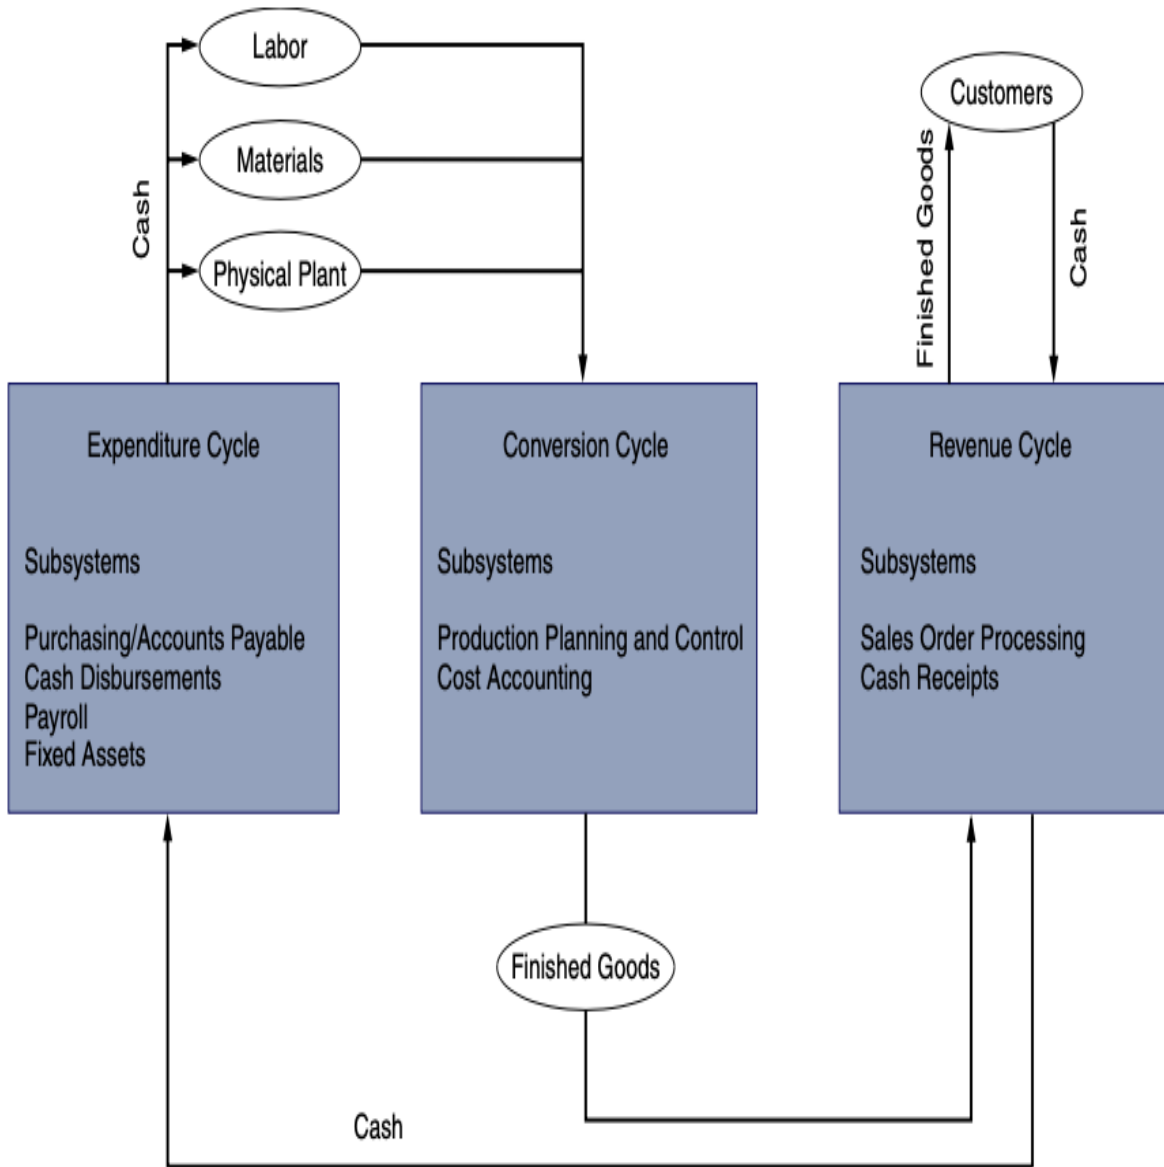 Labor
Materials
Physical Plant
Cash
Customers
Finished Goods
Cash
Expenditure Cycle
Subsystems
Purchasing/Accounts Payable
Cash Disbursements
Payroll
Fixed Assets
Conversion Cycle
Subsystems
Production Planning and Control
Cost Accounting
Revenue Cycle
Subsystems
Sales Order Processing
Cash Receipts
Finished Goods
Cash